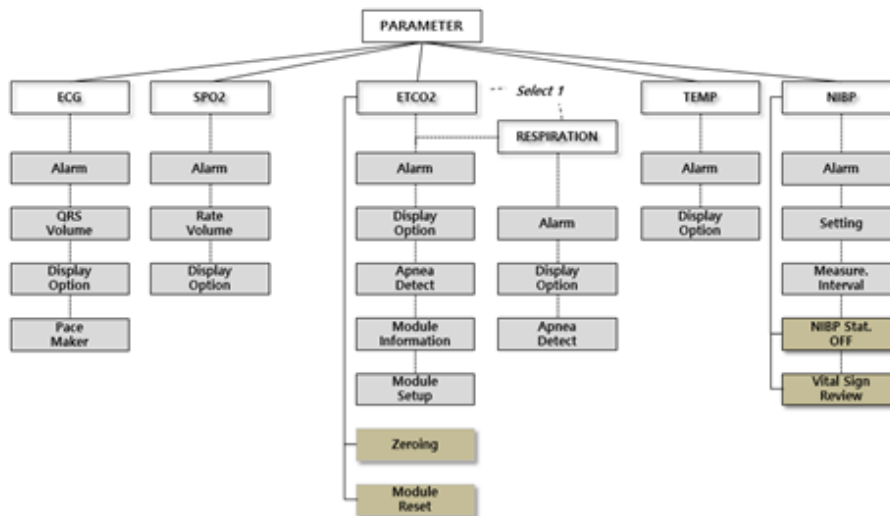 PARAMETER
ECG
SPO2
ETCO2
Select 1
TEMP
NIBP
RESPIRATION
Alarm
Alarm
Alarm
Alarm
Alarm
QRS
Volume
Rate
Volume
Display
Option
Alarm
Display
Option
Setting
Display
Option
Display
Option
Apnea
Detect
Display
Option
Measure.
Interval
Pace
Maker
Module
Information
Apnea
Detect
NIBP Stat.
OFF
Module
Setup
Vital Sign
Review
Zeroing
Module
Reset